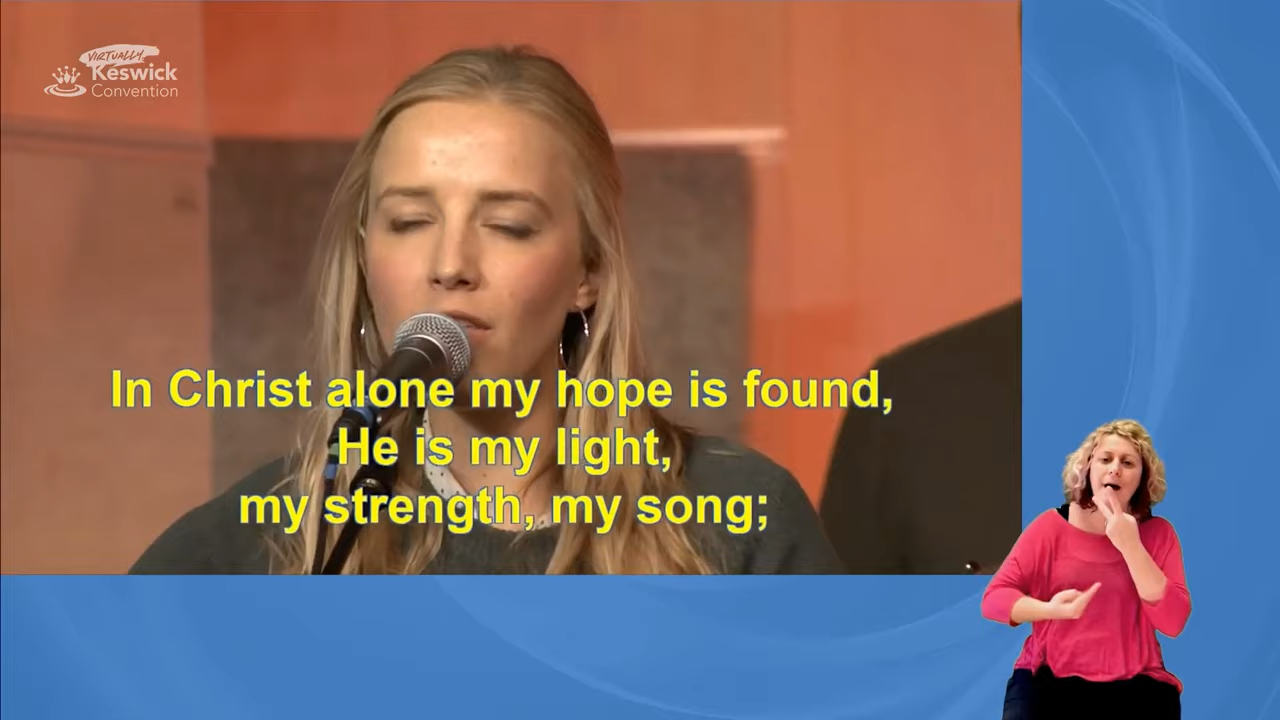 VIRTUALLY
Keswick
Convention
In Christ alone my hope is found,
He is my light,
my strength, my song;